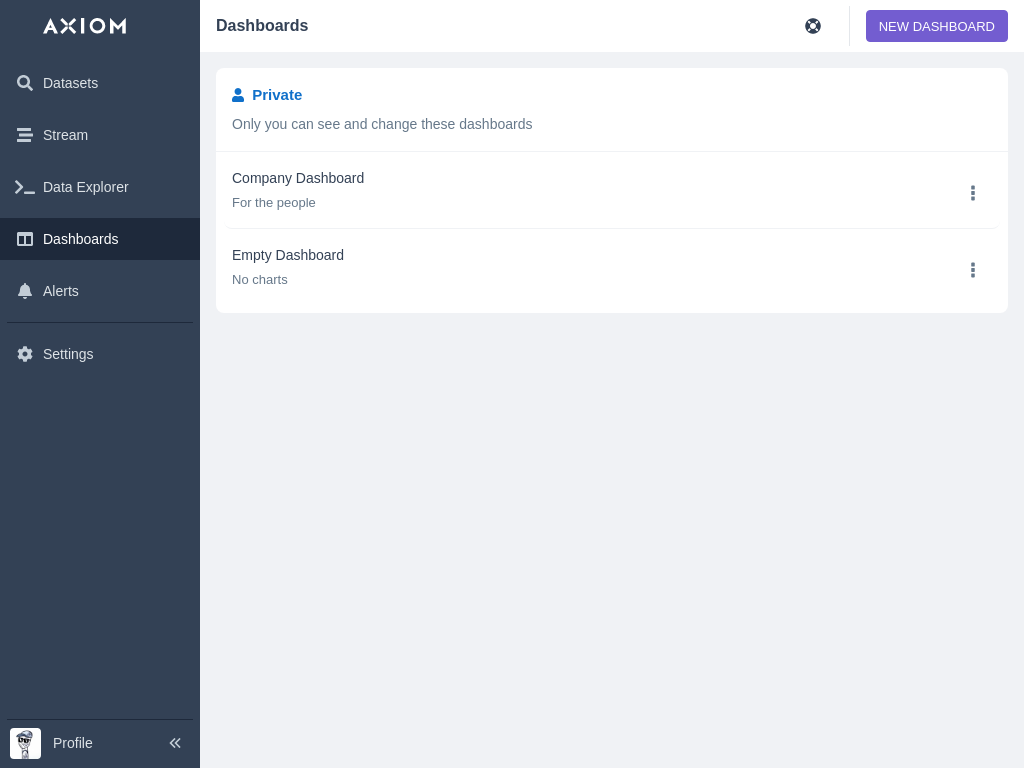 AXIOM
Dashboards
NEW DASHBOARD
Datasets
Stream
Data Explorer
Dashboards
Alerts
Settings
Private
Only you can see and change these dashboards
Company Dashboard
For the people
Empty Dashboard
No charts
Profile